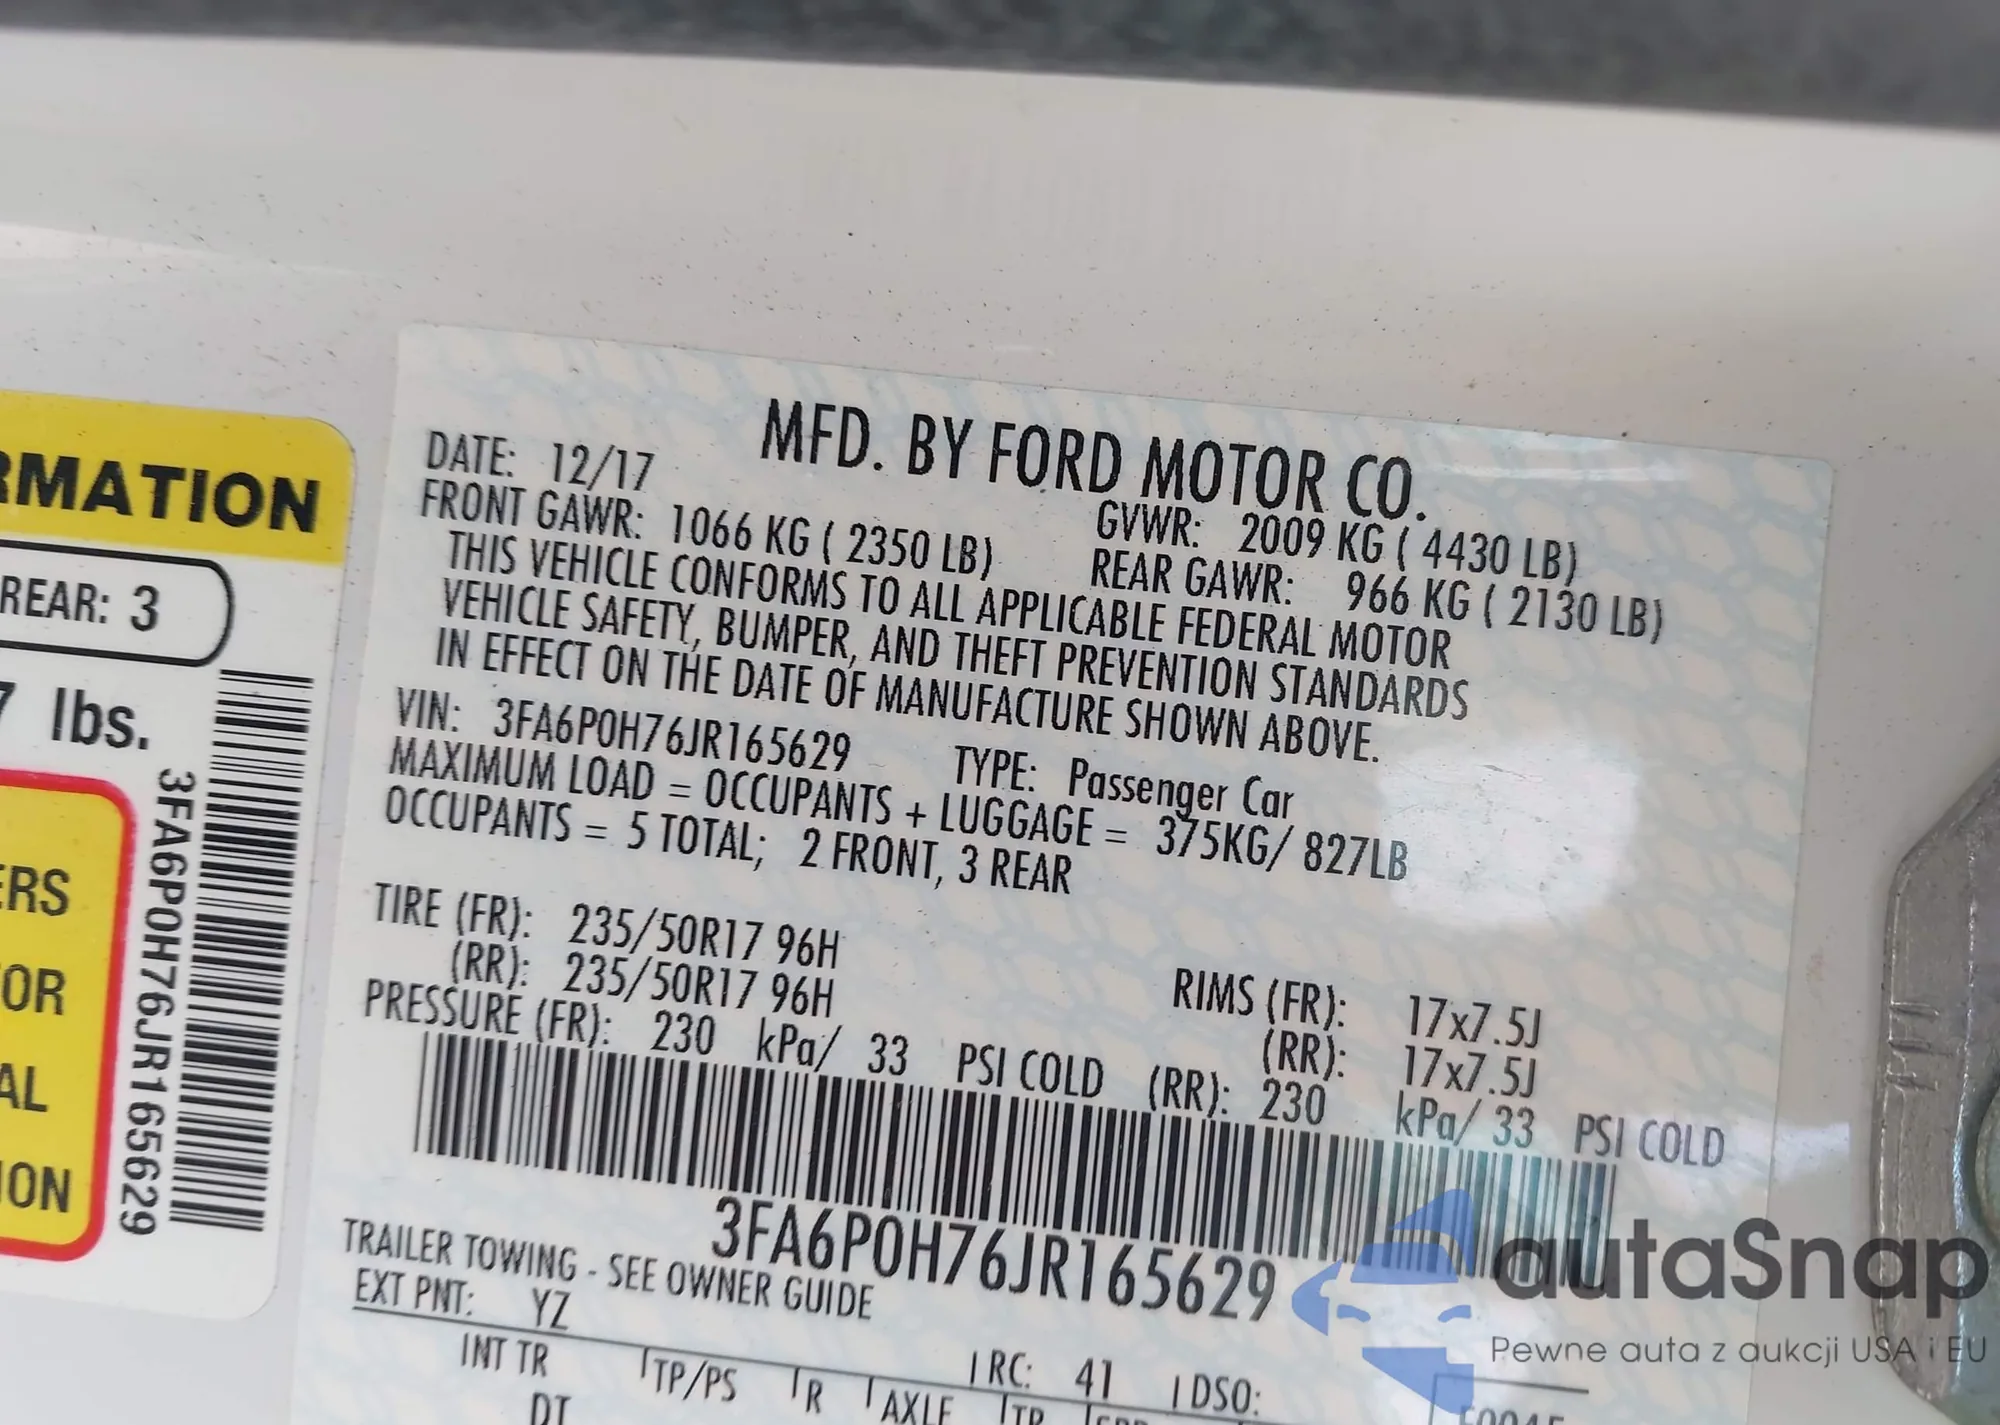 RMATION
REAR: 3
7 lbs.
ERS
OR
AL
ION
3FA6P0H76JR165629
MFD. BY FORD MOTOR CO.
DATE: 12/17
GVWR: 2009 KG ( 4430 LB)
FRONT GAWR: 1066 KG ( 2350 LB)
REAR GAWR: 966 KG ( 2130 LB)
THIS VEHICLE CONFORMS TO ALL APPLICABLE FEDERAL MOTOR
VEHICLE SAFETY, BUMPER, AND THEFT PREVENTION STANDARDS
IN EFFECT ON THE DATE OF MANUFACTURE SHOWN ABOVE.
VIN: 3FA6P0H76JR165629 TYPE: Passenger Car
MAXIMUM LOAD = OCCUPANTS + LUGGAGE = 375KG/ 827LB
OCCUPANTS = 5 TOTAL; 2 FRONT, 3 REAR
TIRE (FR): 235/50R17 96H RIMS (FR): 17x7.5J
(RR): 235/50R17 96H (RR): 17x7.5J
PRESSURE (FR): 230 kPa/ 33 PSI COLD (RR): 230 kPa/ 33 PSI COLD
3FA6P0H76JR165629
TRAILER TOWING - SEE OWNER GUIDE
EXT PNT: YZ RC: 41 DSO:
INT TR TP/PS R AXLE TR
DT
autaSnap
Pewne auta z aukcji USA i EU